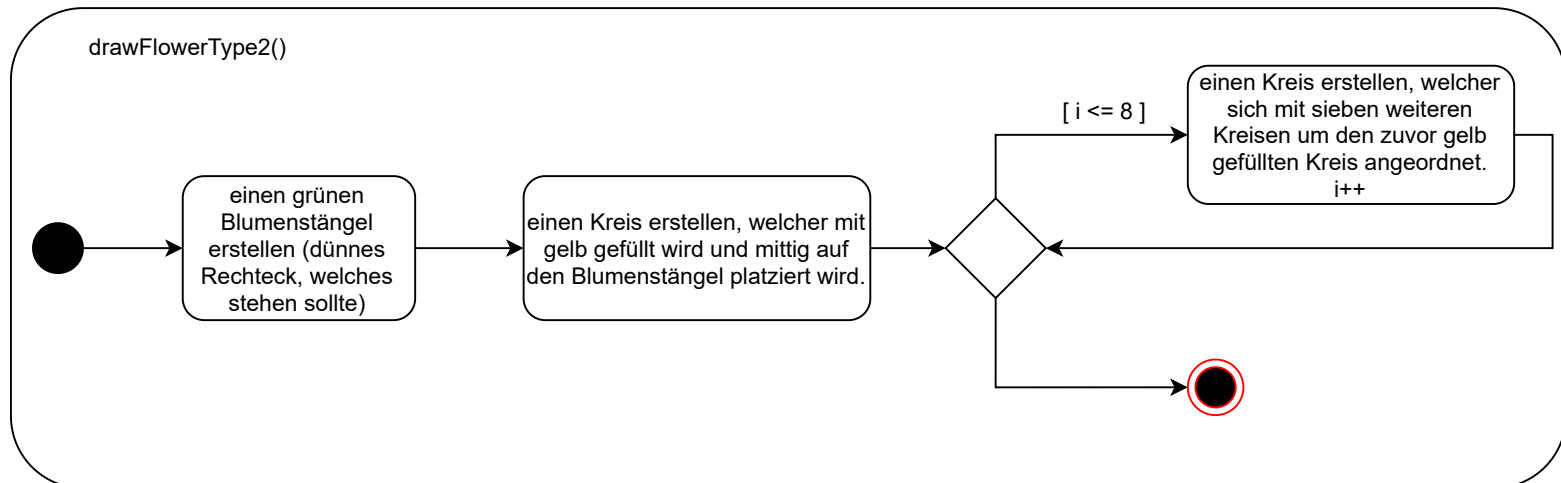 drawFlowerType2()
einen grünen
Blumenstängel
erstellen (dünnes
Rechteck, welches
stehen sollte)
einen Kreis erstellen, welcher mit
gelb gefüllt wird und mittig auf
den Blumenstängel platziert wird.
[ i <= 8 ]
einen Kreis erstellen, welcher
sich mit sieben weiteren
Kreisen um den zuvor gelb
gefüllten Kreis angeordnet.
i++